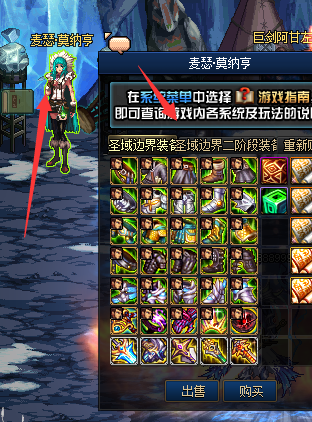 麦瑟·莫纳亨
巨剑阿甘左
麦瑟·莫纳亨
在系统菜单中选择 游戏指南
即可查询游戏内各系统及玩法的说
圣域边界装备 圣域边界二阶段装备 重新
出售 购买